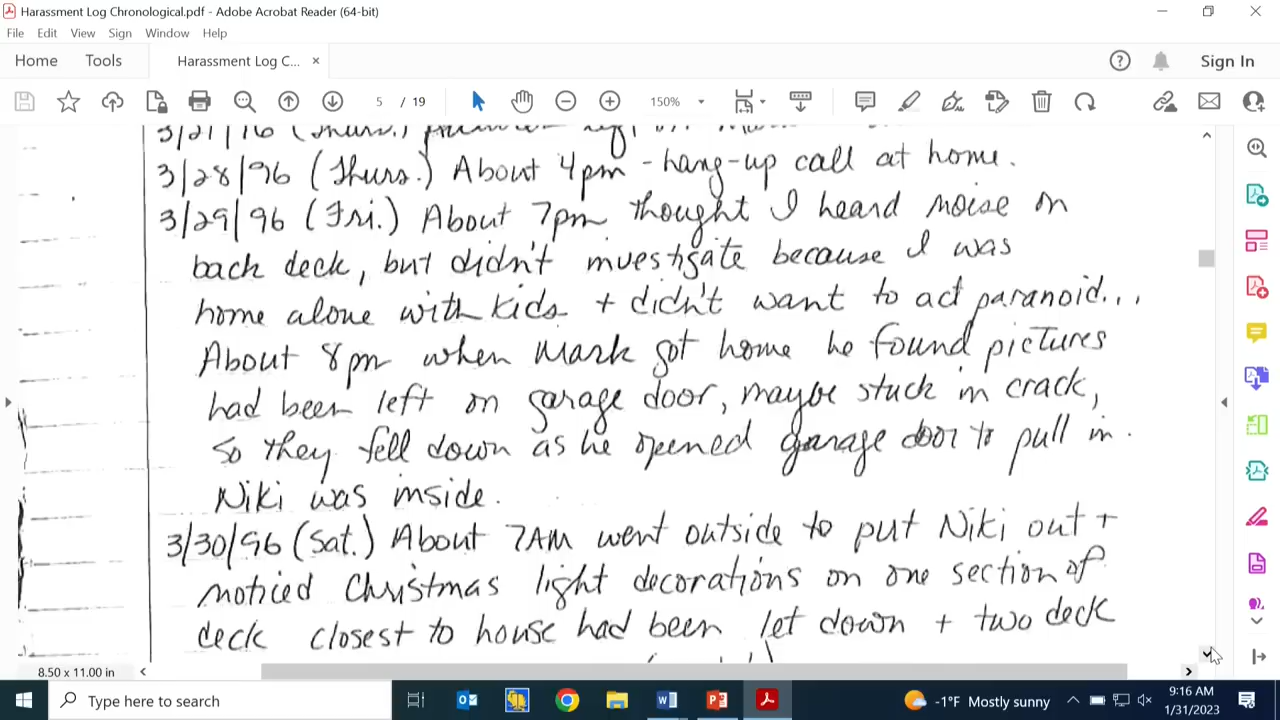 Harassment Log Chronological.pdf - Adobe Acrobat Reader (64-bit)
File Edit View Sign Window Help
Home Tools Harassment Log C... × Sign In
5 / 19 150%
3/28/96 (Thurs.) About 4pm - hang-up call at home.
3/29/96 (Fri.) About 7pm thought I heard noise on
back deck, but didn't investigate because I was
home alone with kids + didn't want to act paranoid...
About 8pm when Mark got home he found pictures
had been left on garage door, maybe stuck in crack,
so they fell down as he opened garage door to pull in.
Niki was inside.
3/30/96 (Sat.) About 7AM went outside to put Niki out +
noticed Christmas light decorations on one section of
deck closest to house had been let down + two deck
8.50 x 11.00 in
Type here to search
-1°F Mostly sunny
9:16 AM
1/31/2023